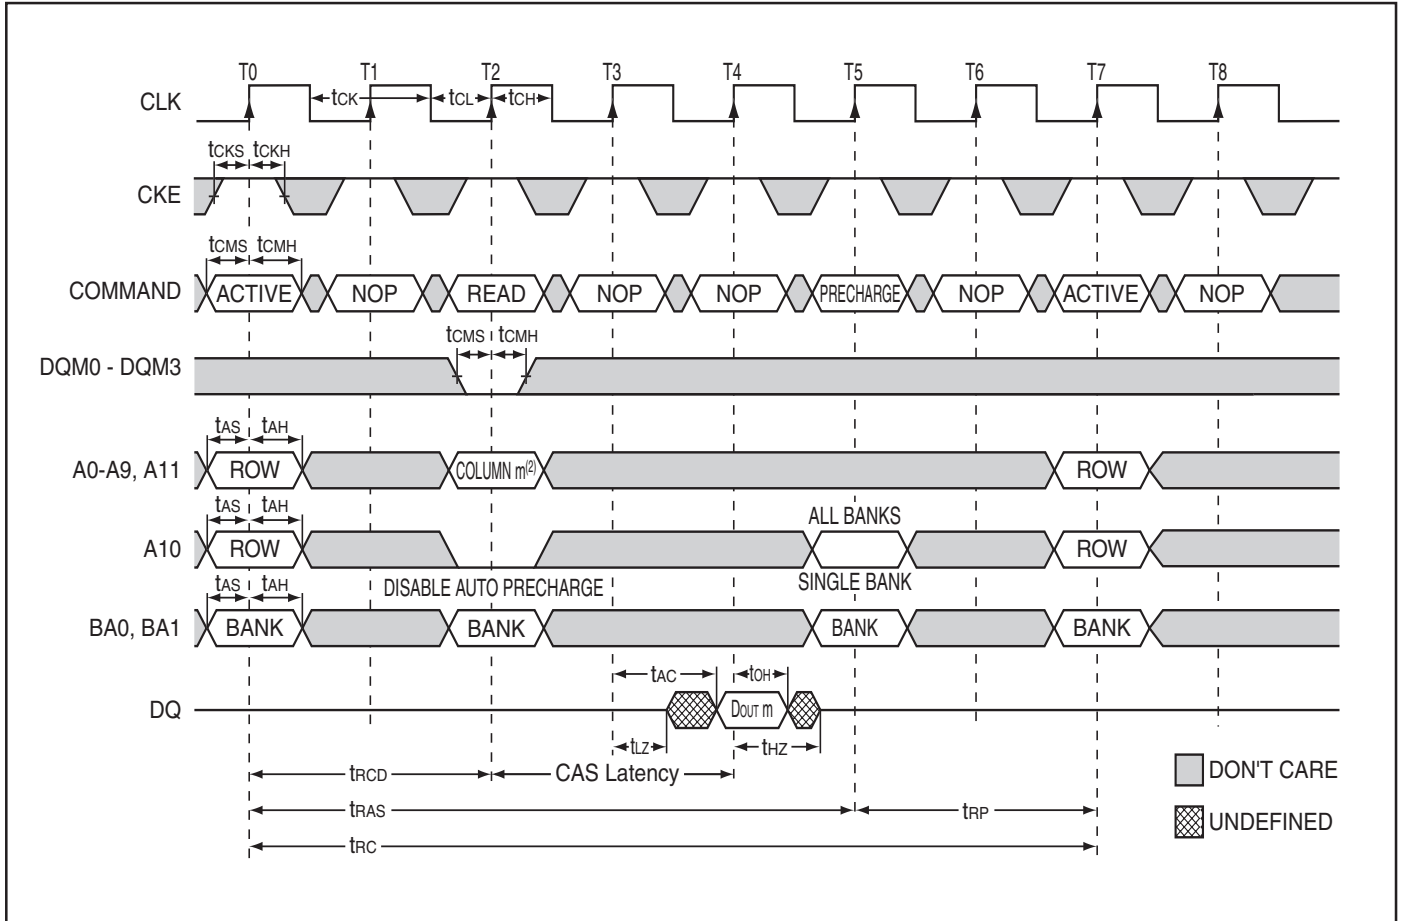 T0 T1 T2 T3 T4 T5 T6 T7 T8
CLK tCK tCL tCH
tCKS tCKH
CKE
tCMS tCMH
COMMAND ACTIVE NOP READ NOP NOP PRECHARGE NOP ACTIVE NOP
tCMS tCMH
DQM0 - DQM3
tAS tAH
A0-A9, A11 ROW COLUMN m(2) ROW
tAS tAH ALL BANKS
A10 ROW ROW
DISABLE AUTO PRECHARGE SINGLE BANK
tAS tAH
BA0, BA1 BANK BANK BANK BANK
tAC tOH
DQ DOUT m
tLZ tHZ
tRCD CAS Latency
DON'T CARE
tRAS tRP
UNDEFINED
tRC